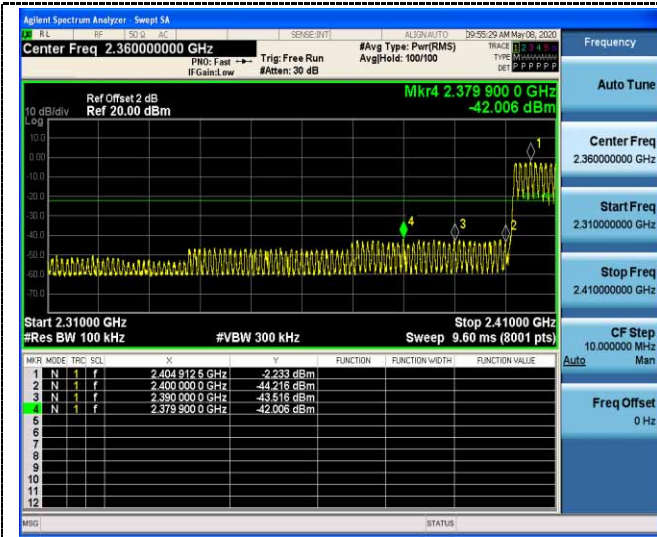 Agilent Spectrum Analyzer - Swept SA
RL RF 50 Ω AC SENSE:INT ALIGNAUTO 09:55:29 AM May 08, 2020
Center Freq 2.360000000 GHz
PNO: Fast
IFGain:Low
Trig: Free Run
#Atten: 30 dB
#Avg Type: Pwr(RMS)
Avg|Hold: 100/100
TRACE 1 2 3 4 5 6
TYPE M
DET P P P P P P
Ref Offset 2 dB
10 dB/div Ref 20.00 dBm
Log
Mkr4 2.379 900 0 GHz
-42.006 dBm
10.0
0.00
-10.0
-20.0
-30.0
-40.0
-50.0
-60.0
-70.0
1
2
3
4
Start 2.31000 GHz Stop 2.41000 GHz
#Res BW 100 kHz #VBW 300 kHz Sweep 9.60 ms (8001 pts)
MKR MODE TRC SCL X Y FUNCTION FUNCTION WIDTH FUNCTION VALUE
1 N 1 f 2.404 912 5 GHz -2.233 dBm
2 N 1 f 2.400 000 0 GHz -44.216 dBm
3 N 1 f 2.390 000 0 GHz -43.516 dBm
4 N 1 f 2.379 900 0 GHz -42.006 dBm
5
6
7
8
9
10
11
12
MSG STATUS
Frequency
Auto Tune
Center Freq
2.360000000 GHz
Start Freq
2.310000000 GHz
Stop Freq
2.410000000 GHz
CF Step
10.000000 MHz
Auto Man
Freq Offset
0 Hz